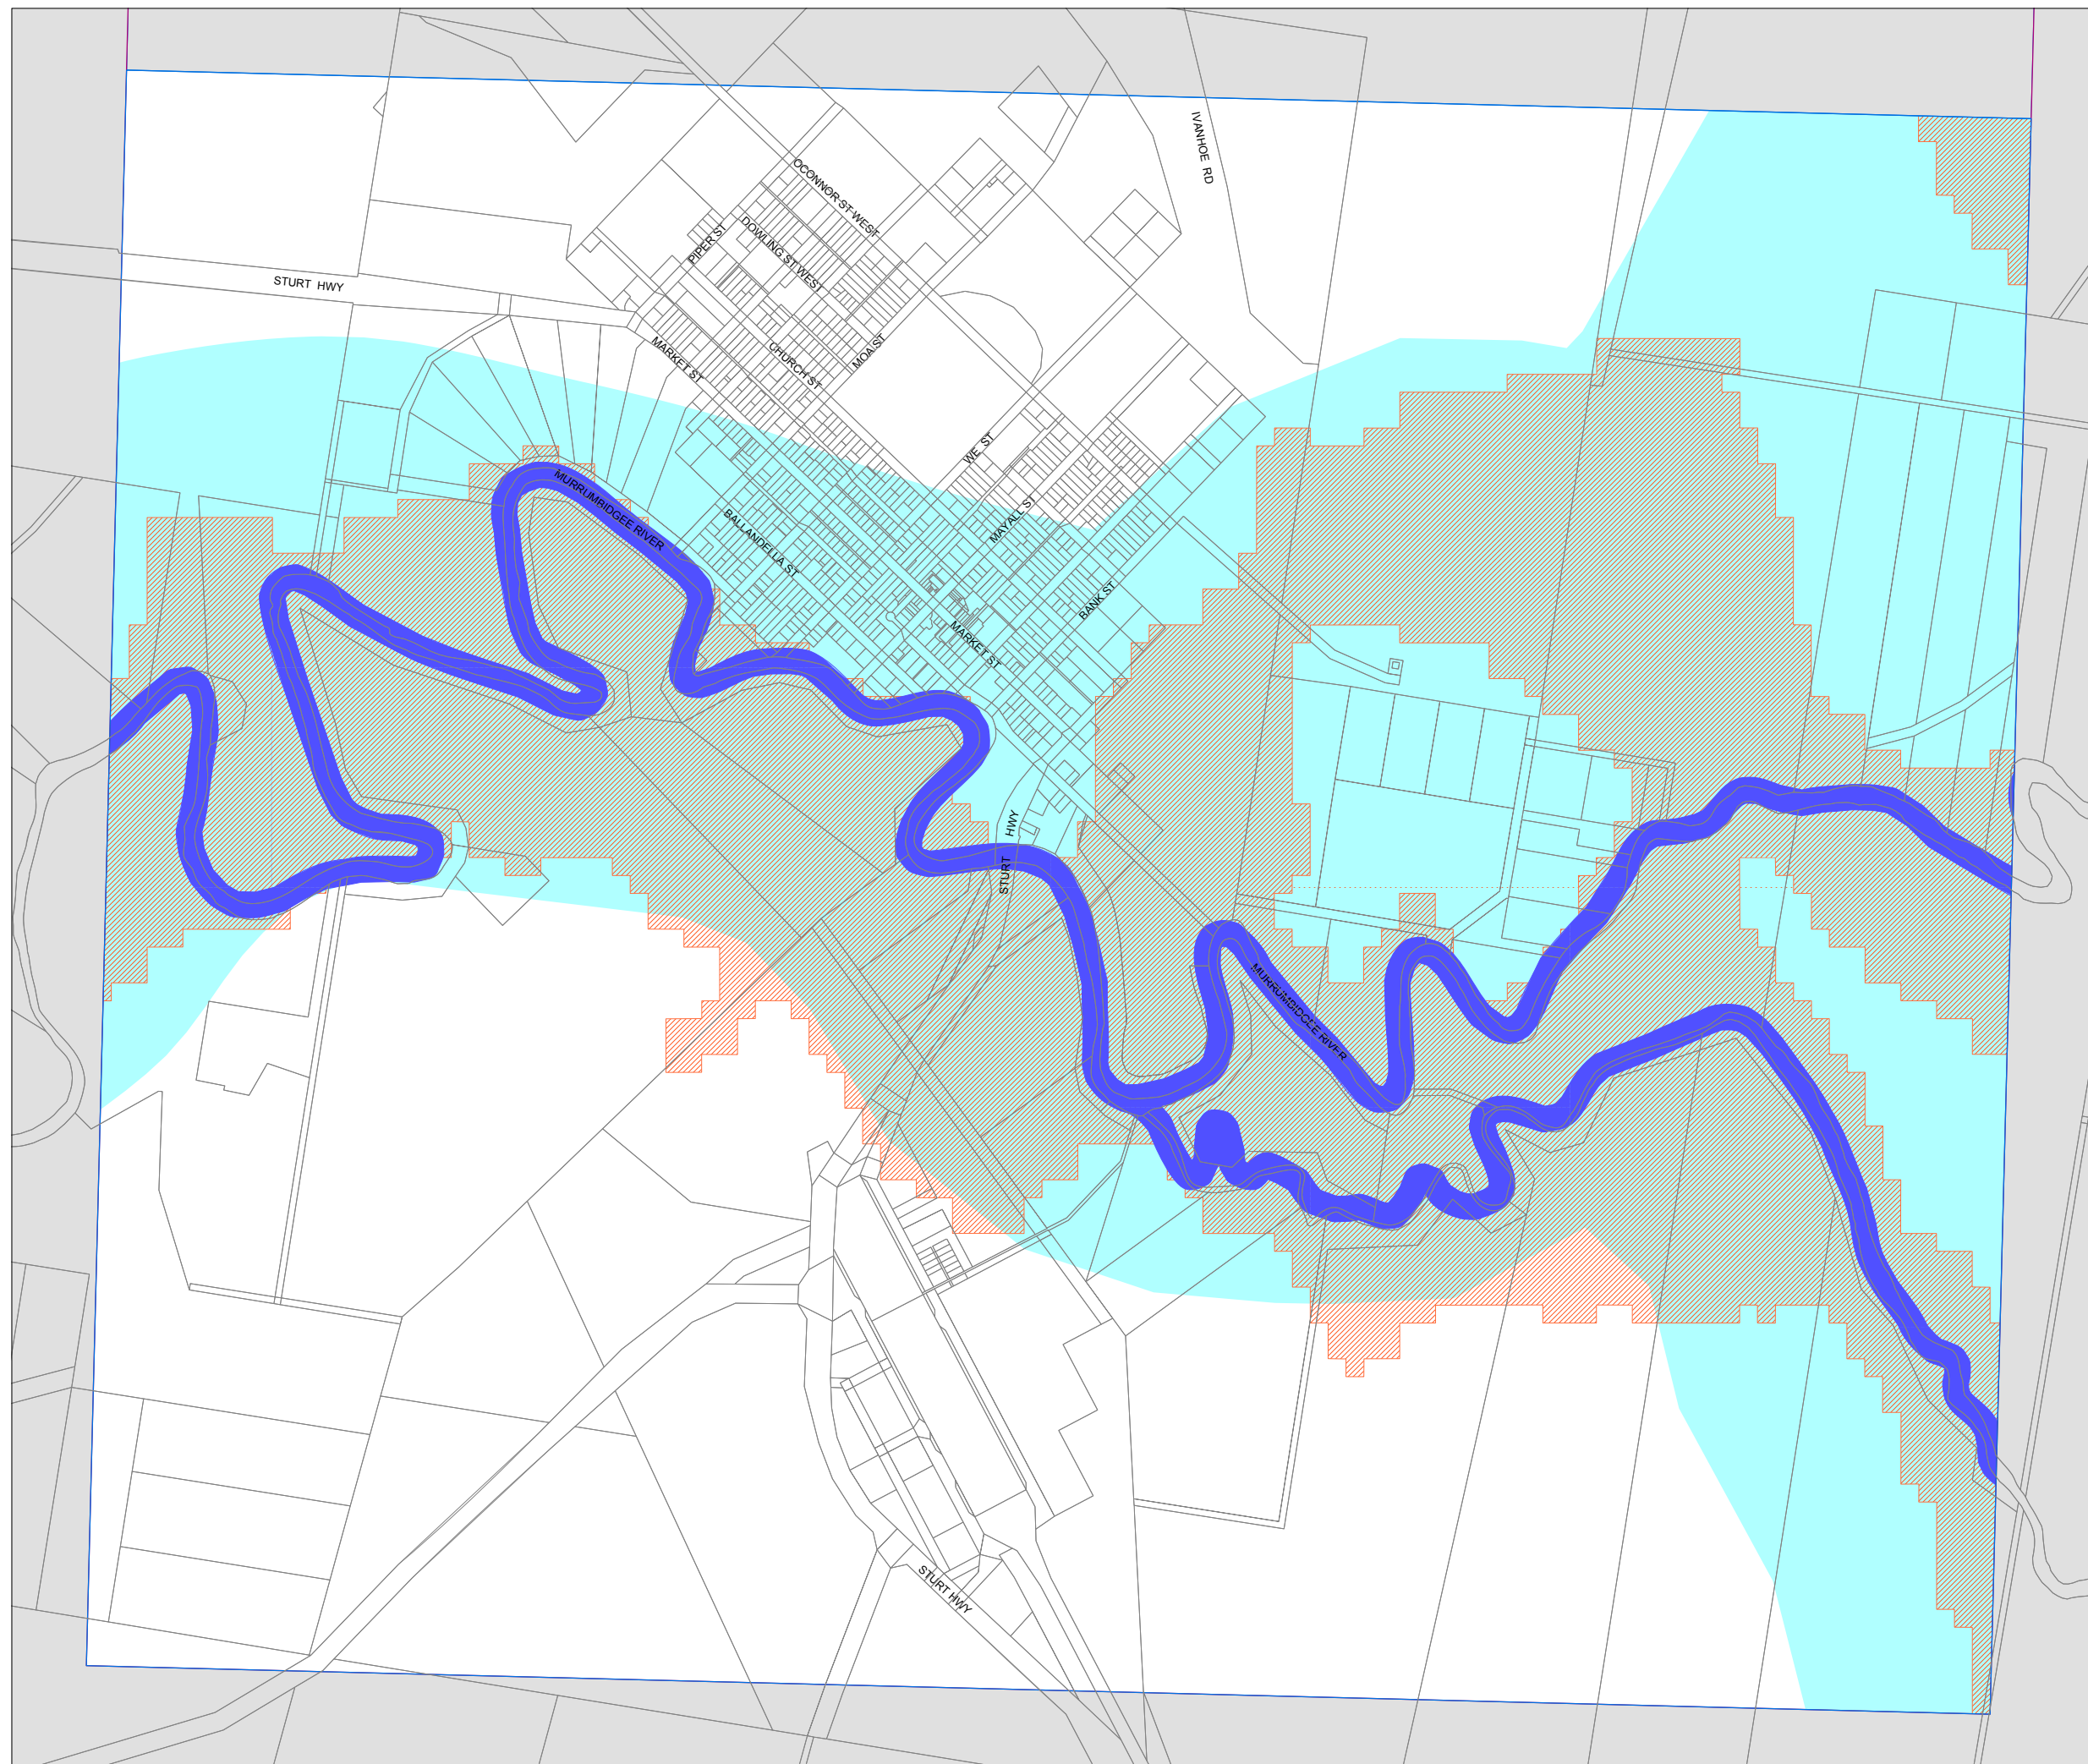 IVANHOE RD
OCONNOR ST WEST
PIPER ST
DOWLING ST WEST
STURT HWY
MARKET ST
CHURCH ST
MOA ST
WE ST
MURRUMBIDGEE RIVER
BALLANDELLA ST
MAYALL ST
BANK ST
MARKET ST
STURT HWY
MURRUMBIDGEE RIVER
STURT HWY